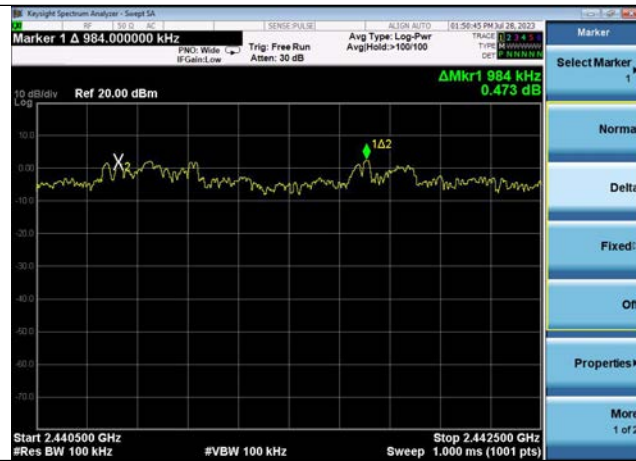 Keysight Spectrum Analyzer - Swept SA
RF 50 Ω AC SENSE:PULSE ALIGN AUTO 01:50:45 PM Jul 28, 2023
Marker 1 Δ 984.000000 kHz
PNO: Wide
IFGain:Low
Trig: Free Run
Atten: 30 dB
Avg Type: Log-Pwr
Avg|Hold:>100/100
TRACE 1 2 3 4 5 6
TYPE M WWWWW
DET P N N N N N
ΔMkr1 984 kHz
0.473 dB
10 dB/div Ref 20.00 dBm
Log
10.0
0.00
-10.0
-20.0
-30.0
-40.0
-50.0
-60.0
-70.0
X2
1Δ2
Start 2.440500 GHz
Stop 2.442500 GHz
#Res BW 100 kHz
#VBW 100 kHz
Sweep 1.000 ms (1001 pts)
Marker
Select Marker
1
Norma
Delta
Fixed
Of
Properties
More
1 of 2